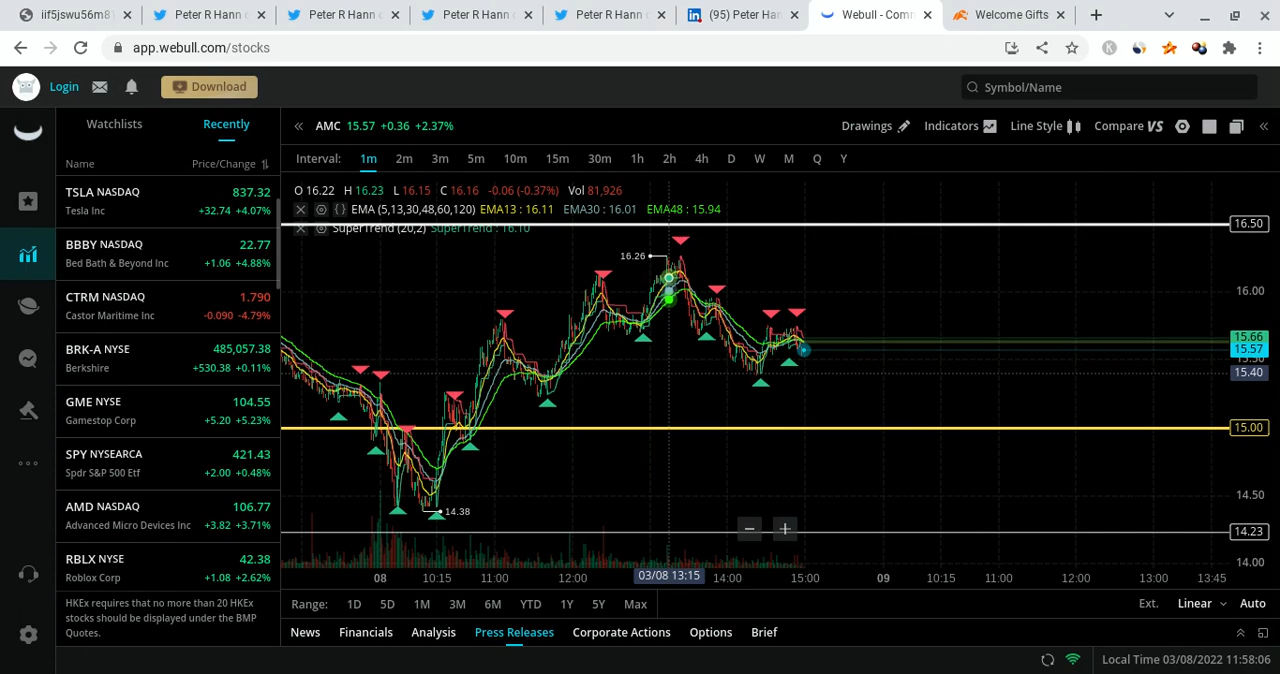 iif5jswu56m8
Peter R Hann
Peter R Hann
Peter R Hann
Peter R Hann
(95) Peter Han
Webull - Comm
Welcome Gifts
app.webull.com/stocks
Login
Download
Symbol/Name
Watchlists
Recently
AMC 15.57 +0.36 +2.37%
Drawings
Indicators
Line Style
Compare VS
Name
Price/Change
Interval: 1m 2m 3m 5m 10m 15m 30m 1h 2h 4h D W M Q Y
TSLA NASDAQ 837.32
Tesla Inc +32.74 +4.07%
BBBY NASDAQ 22.77
Bed Bath & Beyond Inc +1.06 +4.88%
CTRM NASDAQ 1.790
Castor Maritime Inc -0.090 -4.79%
BRK-A NYSE 485,057.38
Berkshire +530.38 +0.11%
GME NYSE 104.55
Gamestop Corp +5.20 +5.23%
SPY NYSEARCA 421.43
Spdr S&P 500 Etf +2.00 +0.48%
AMD NASDAQ 106.77
Advanced Micro Devices Inc +3.82 +3.71%
RBLX NYSE 42.38
Roblox Corp +1.08 +2.62%
HKEx requires that no more than 20 HKEx
stocks should be displayed under the BMP
Quotes.
O 16.22 H 16.23 L 16.15 C 16.16 -0.06 (-0.37%) Vol 81,926
EMA (5,13,30,48,60,120) EMA13 : 16.11 EMA30 : 16.01 EMA48 : 15.94
SuperTrend (20,2) SuperTrend : 16.10
16.26
14.38
16.50
16.00
15.66
15.57
15.50
15.40
15.00
14.50
14.23
14.00
08 10:15 11:00 12:00 03/08 13:15 14:00 15:00 09 10:15 11:00 12:00 13:00 13:45
Range: 1D 5D 1M 3M 6M YTD 1Y 5Y Max
Ext. Linear Auto
News Financials Analysis Press Releases Corporate Actions Options Brief
Local Time 03/08/2022 11:58:06